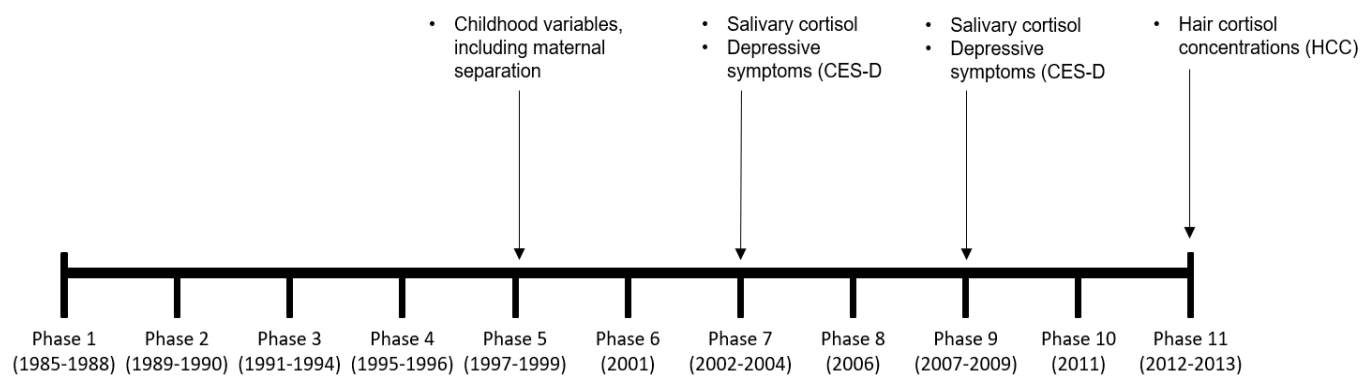 • Childhood variables,
including maternal
separation
• Salivary cortisol
• Depressive
symptoms (CES-D
• Salivary cortisol
• Depressive
symptoms (CES-D
• Hair cortisol
concentrations (HCC)
Phase 1
(1985-1988)
Phase 2
(1989-1990)
Phase 3
(1991-1994)
Phase 4
(1995-1996)
Phase 5
(1997-1999)
Phase 6
(2001)
Phase 7
(2002-2004)
Phase 8
(2006)
Phase 9
(2007-2009)
Phase 10
(2011)
Phase 11
(2012-2013)